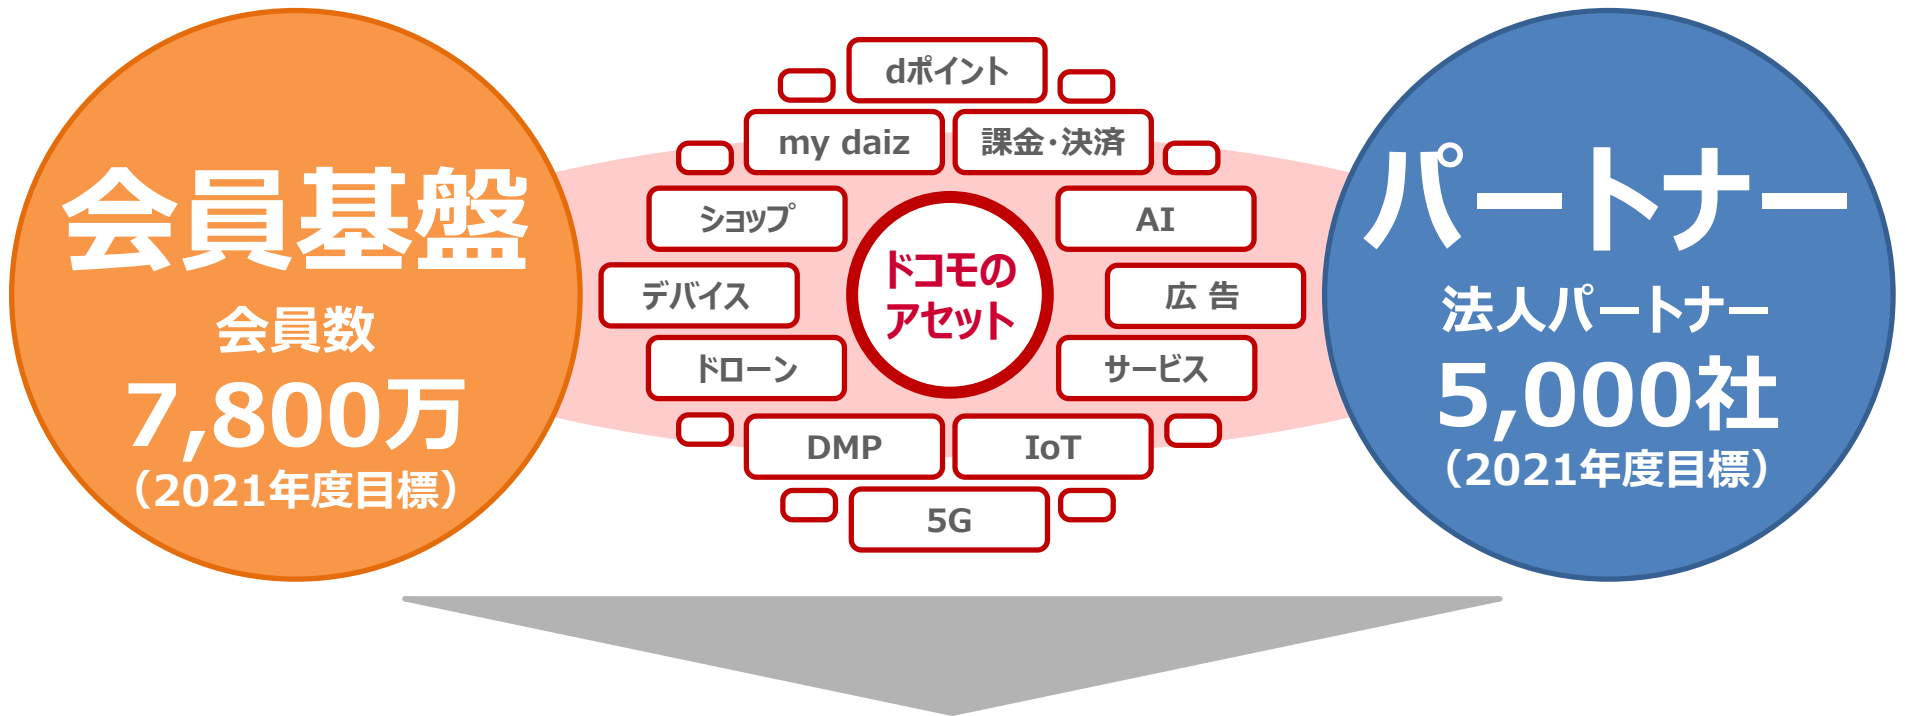 会員基盤
会員数
7,800万
（2021年度目標）
dポイント
my daiz
課金・決済
ショップ
AI
デバイス
ドコモの
アセット
広 告
ドローン
サービス
DMP
IoT
5G
パートナー
法人パートナー
5,000社
（2021年度目標）